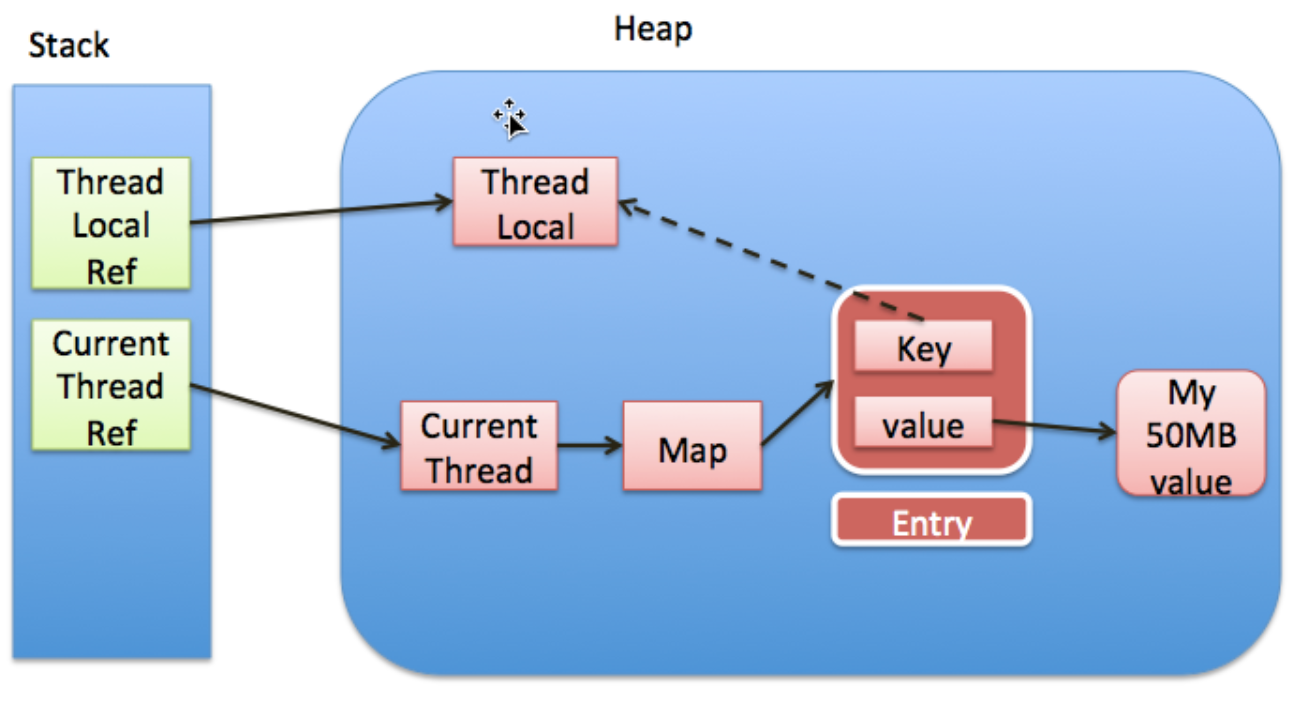 Stack
Heap
Thread
Local
Ref
Thread
Local
Current
Thread
Ref
Key
value
Current
Thread
Map
My
50MB
value
Entry